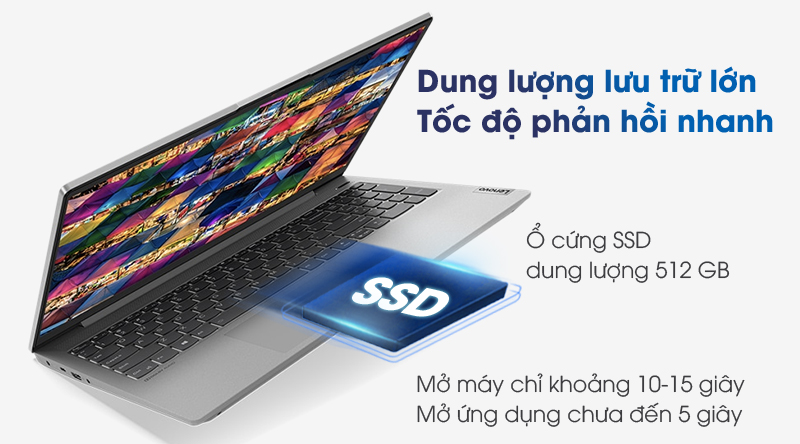 Dung lượng lưu trữ lớn
Tốc độ phản hồi nhanh
Lenovo
Ổ cứng SSD
dung lượng 512 GB
SSD
Mở máy chỉ khoảng 10-15 giây
Mở ứng dụng chưa đến 5 giây